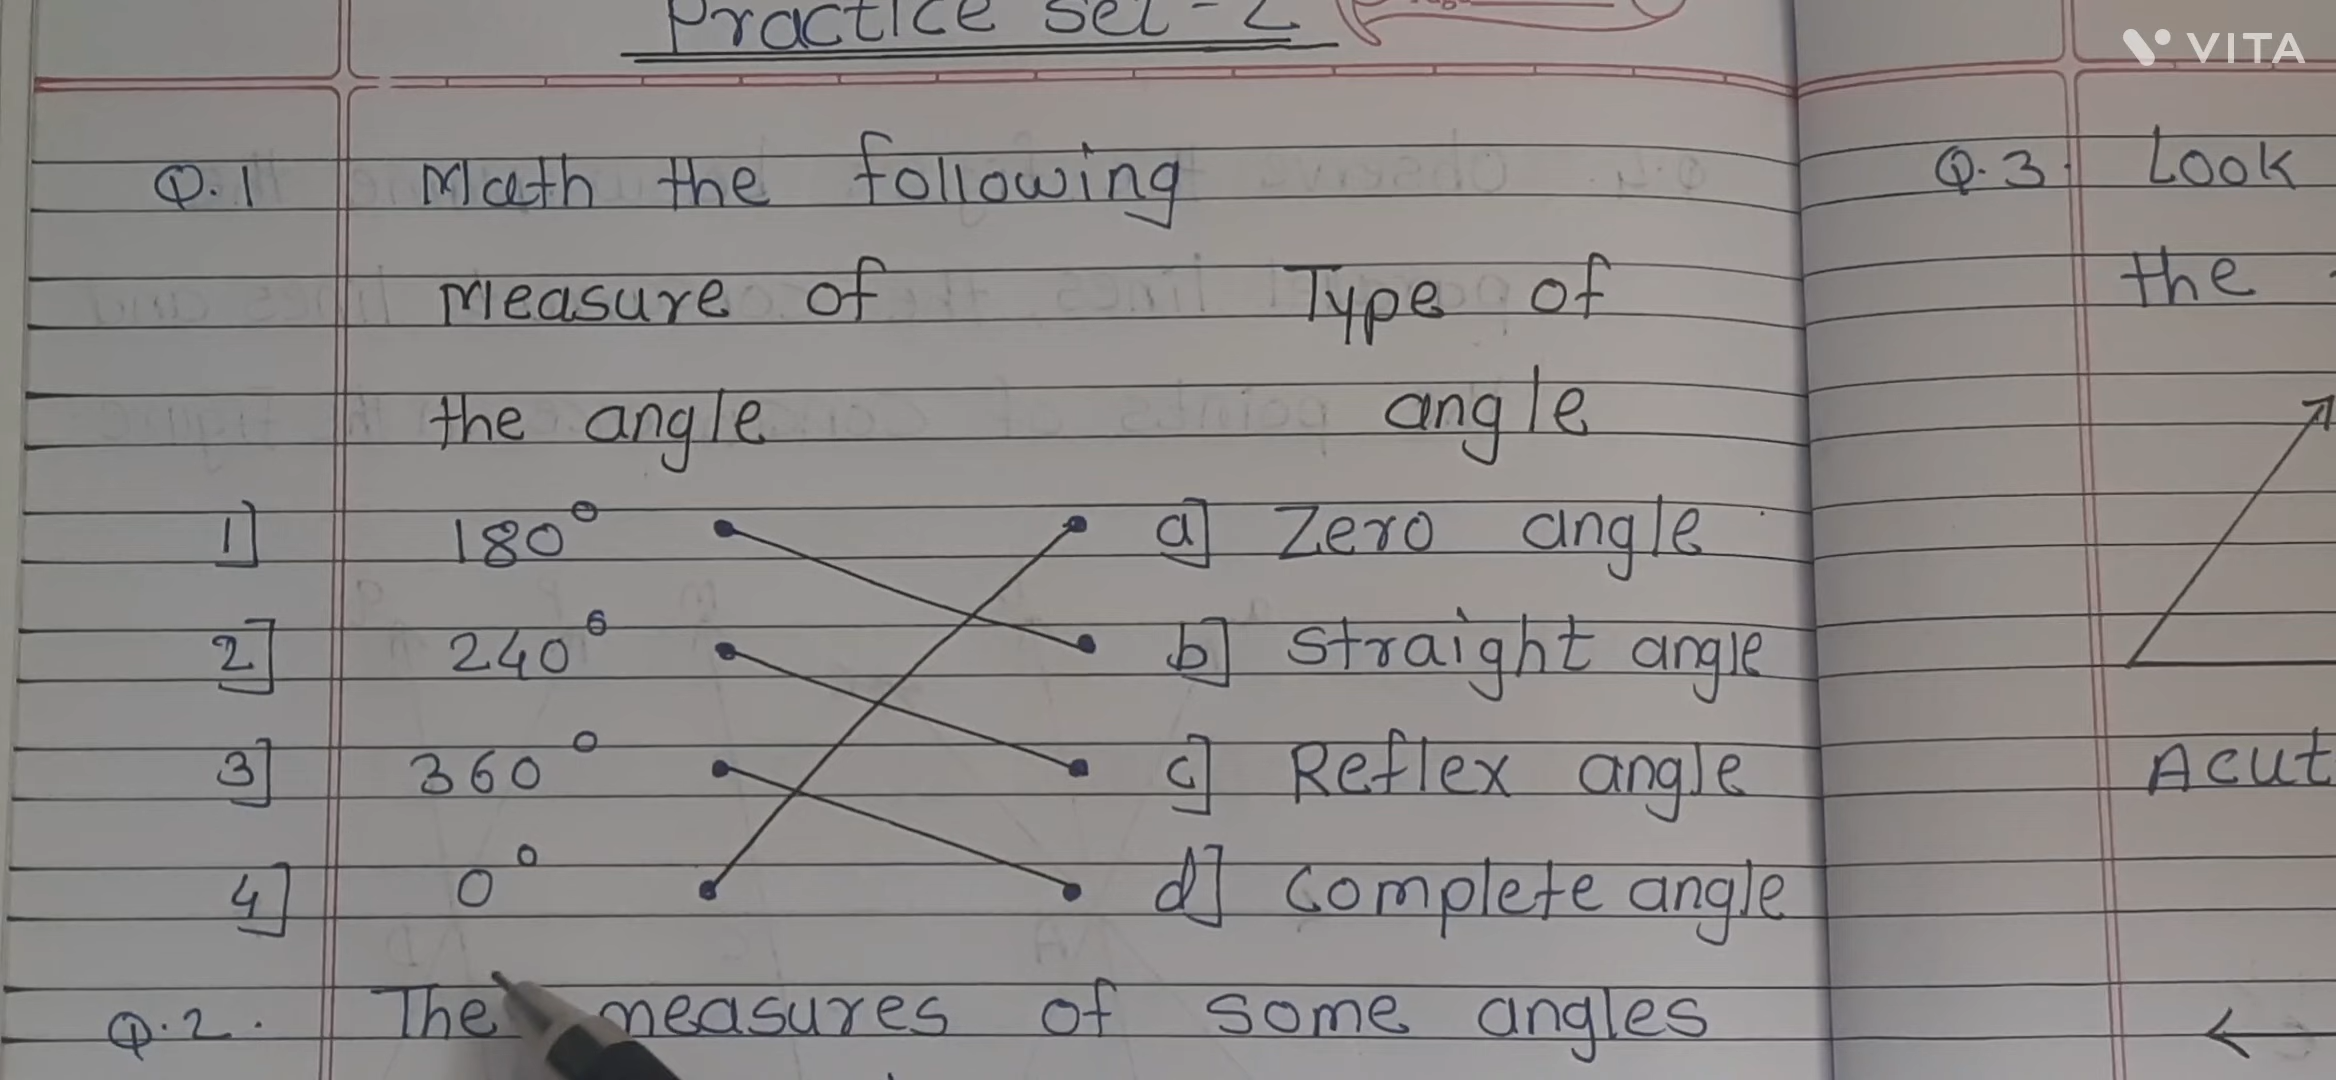 Practice set - 2
VITA
Q.1 Math the following
Measure of Type of
the angle angle
1] 180° a] Zero angle
2] 240° b] Straight angle
3] 360° c] Reflex angle
4] 0° d] Complete angle
Q.2. The measures of some angles
Q.3. Look
the
Acut